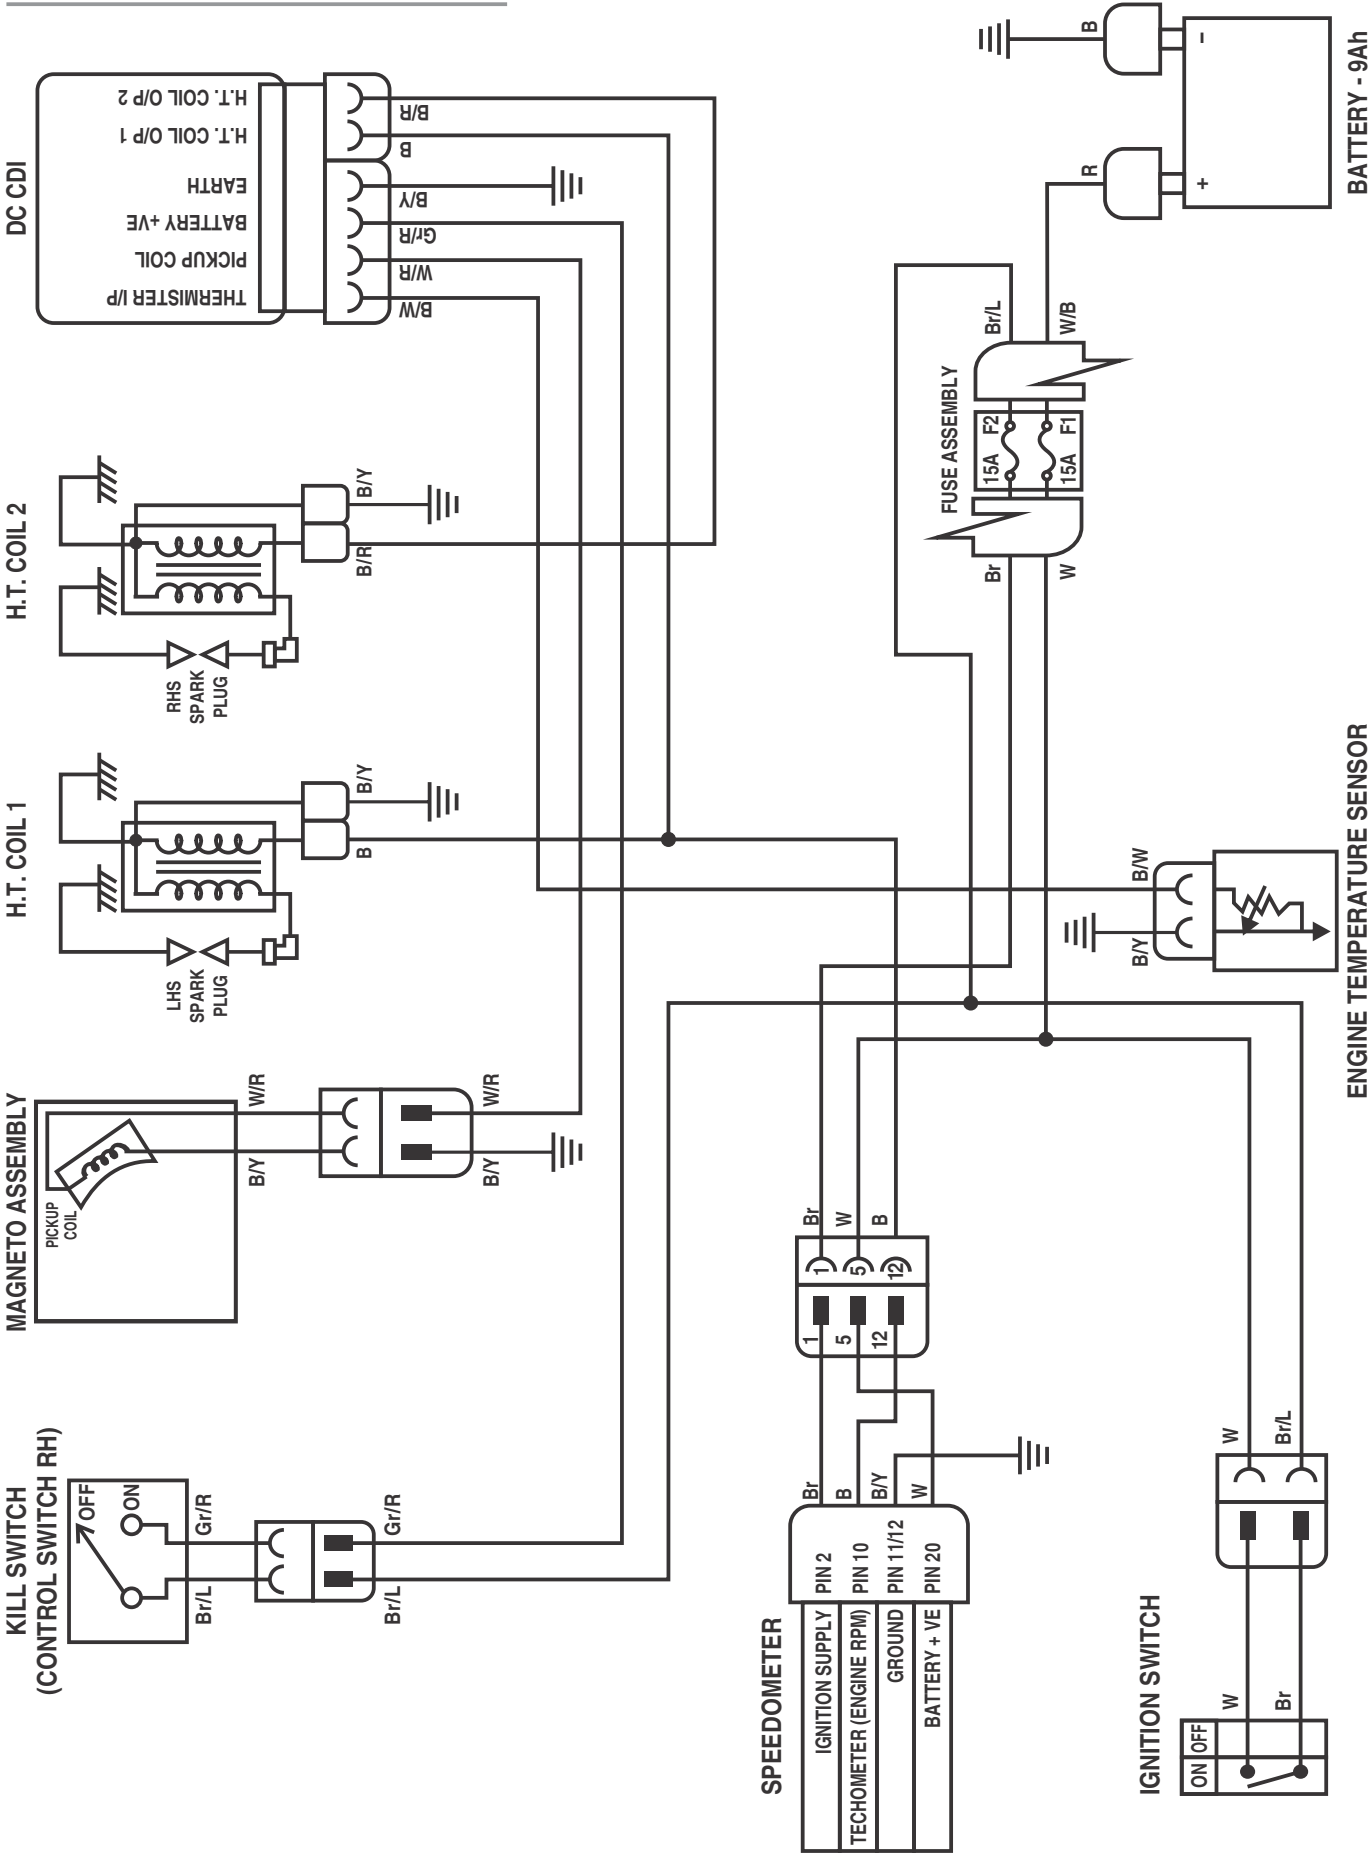 DC CDI
H.T. COIL O/P 2
H.T. COIL O/P 1
EARTH
BATTERY +VE
PICKUP COIL
THERMISTER I/P
B/R
B
B/Y
Gr/R
W/R
B/W
H.T. COIL 2
RHS
SPARK
PLUG
B/Y
B/R
H.T. COIL 1
LHS
SPARK
PLUG
B/Y
B
MAGNETO ASSEMBLY
PICKUP
COIL
W/R
B/Y
W/R
B/Y
KILL SWITCH
(CONTROL SWITCH RH)
OFF
ON
Gr/R
Br/L
Gr/R
Br/L
B
R
-
+
BATTERY - 9Ah
Br/L
W/B
FUSE ASSEMBLY
15A F2
15A F1
Br
W
B/W
B/Y
ENGINE TEMPERATURE SENSOR
Br
W
B
1
5
12
1
5
12
Br
B
B/Y
W
SPEEDOMETER
IGNITION SUPPLY PIN 2
TECHOMETER (ENGINE RPM) PIN 10
GROUND PIN 11/12
BATTERY + VE PIN 20
W
Br/L
IGNITION SWITCH
W
Br
ON OFF